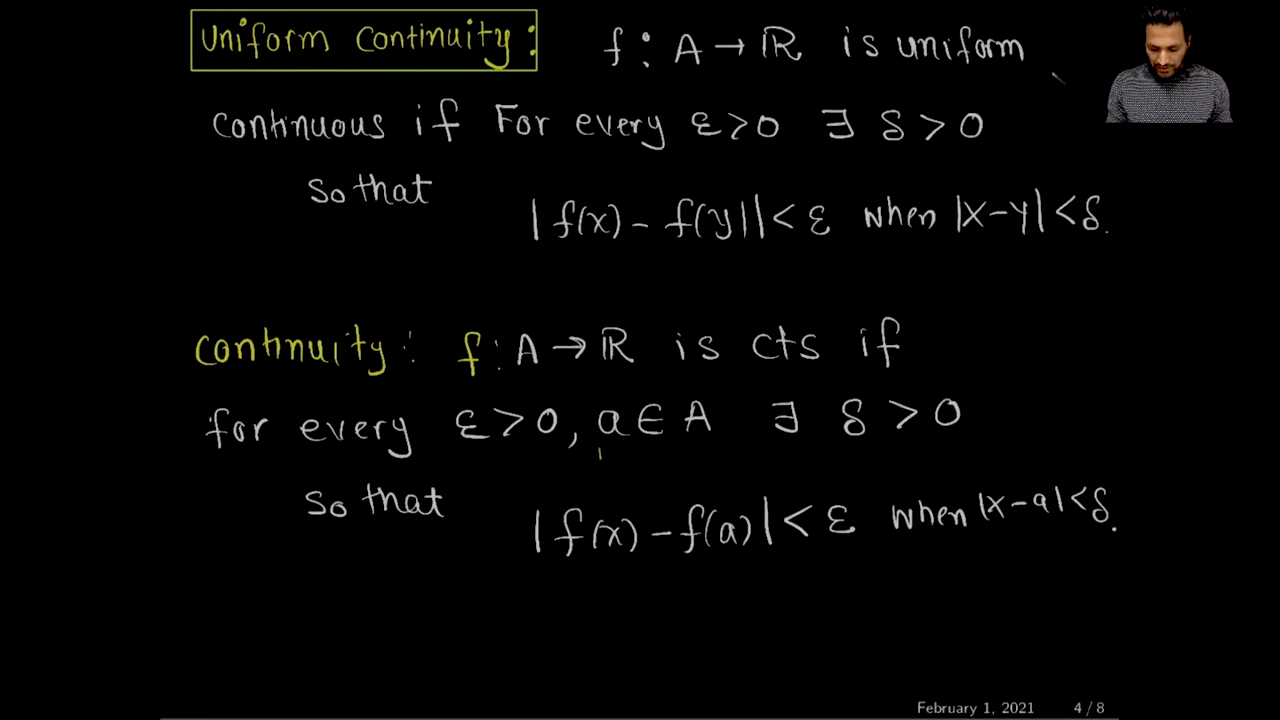 Uniform Continuity: f: A → ℝ is uniform
continuous if For every ε>0 ∃ δ > 0
so that
|f(x) - f(y)| < ε when |x-y| < δ.
Continuity: f: A → ℝ is cts if
for every ε > 0, a ∈ A ∃ δ > 0
so that
|f(x) - f(a)| < ε when |x-a| < δ.
February 1, 2021 4 / 8